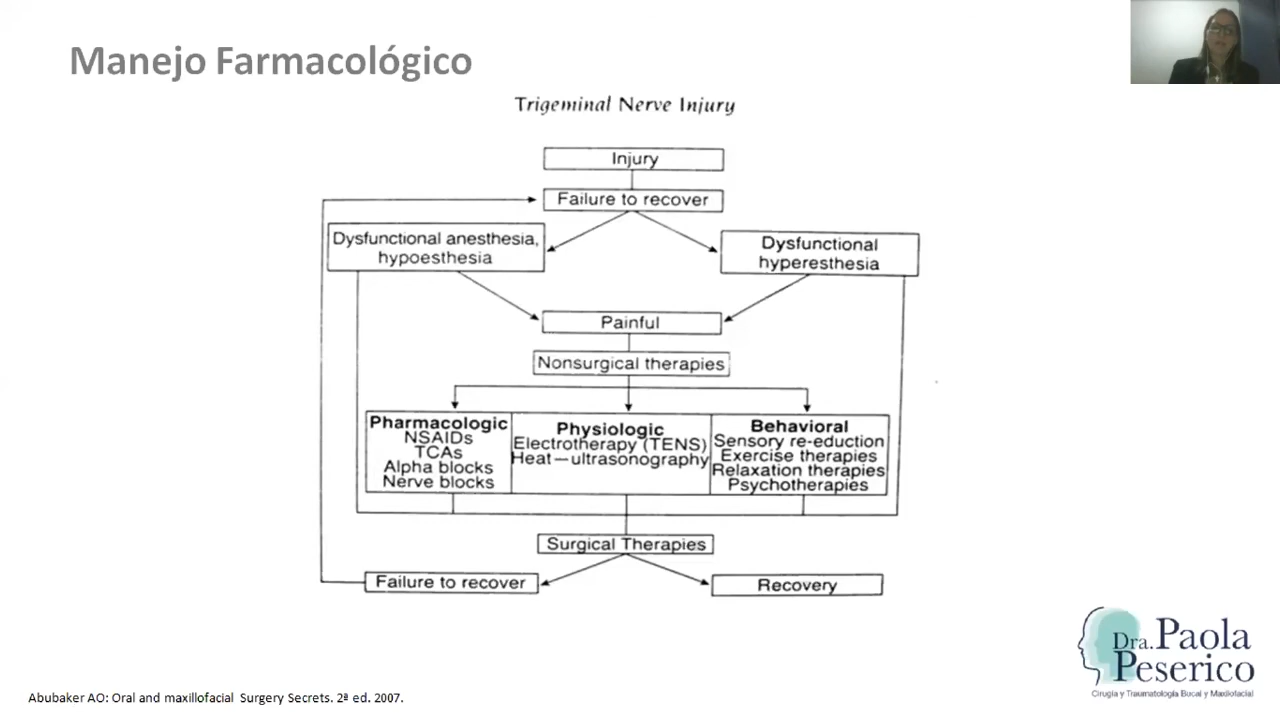 Manejo Farmacológico
Trigeminal Nerve Injury
Injury
Failure to recover
Dysfunctional anesthesia,
hypoesthesia
Dysfunctional
hyperesthesia
Painful
Nonsurgical therapies
Pharmacologic
NSAIDs
TCAs
Alpha blocks
Nerve blocks
Physiologic
Electrotherapy (TENS)
Heat—ultrasonography
Behavioral
Sensory re-eduction
Exercise therapies
Relaxation therapies
Psychotherapies
Surgical Therapies
Failure to recover
Recovery
Dra. Paola
Peserico
Cirugía y Traumatología Bucal y Maxilofacial
Abubaker AO: Oral and maxillofacial Surgery Secrets. 2ª ed. 2007.